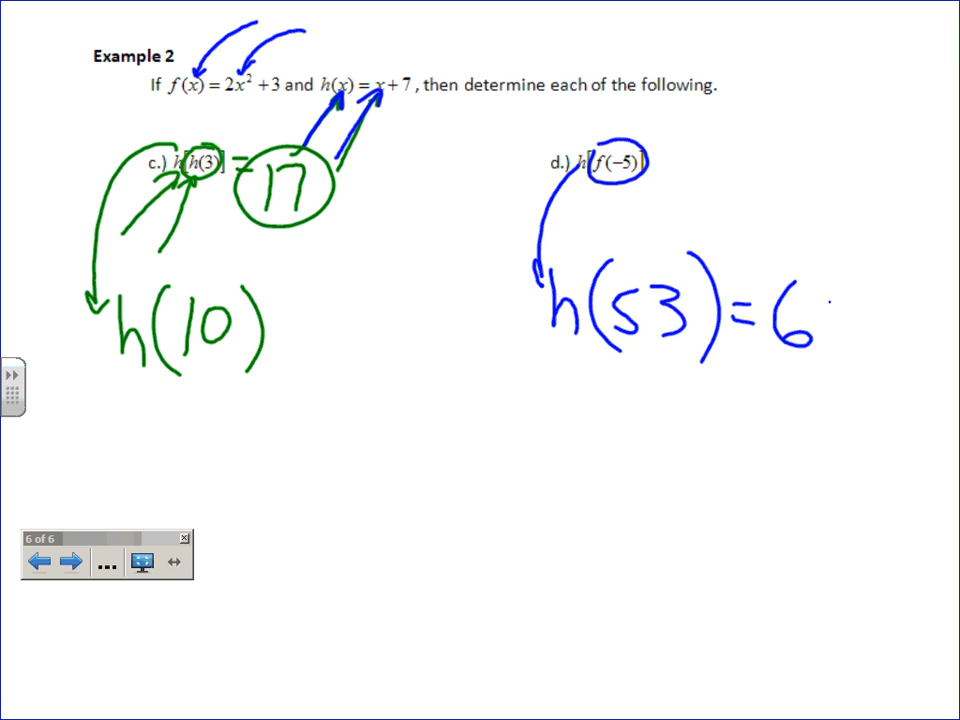 Example 2
If f(x) = 2x² + 3 and h(x) = x + 7 , then determine each of the following.
c.) h[h(3)] = 17
d.) h[f(−5)]
h(10)
h(53) = 6
6 of 6